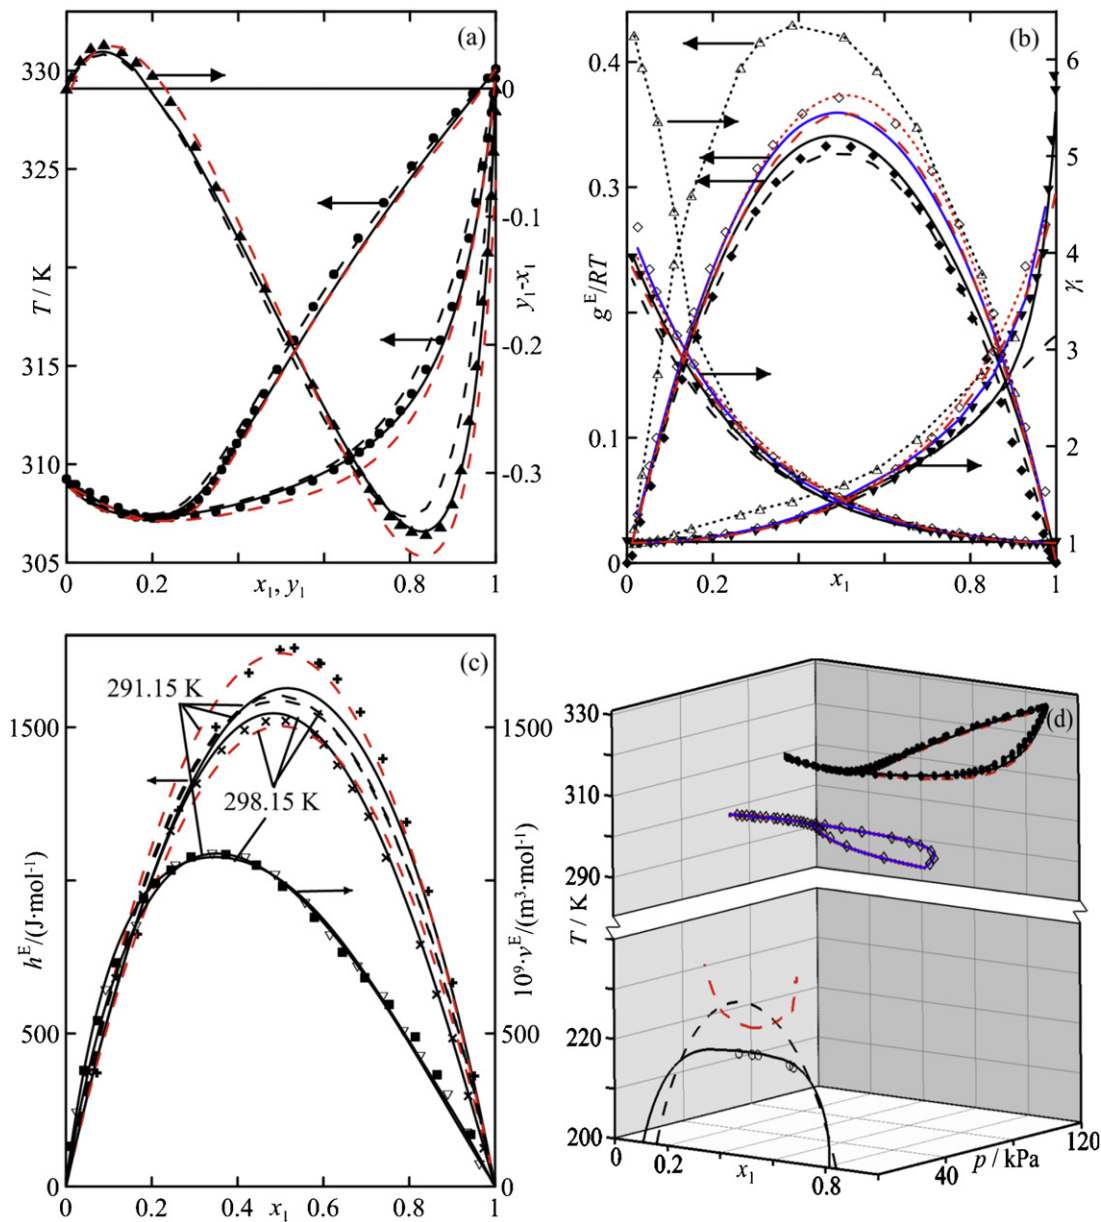 (a)
330
325
T / K
315
310
305
0
0.2
x₁, y₁
0.8
1
0
-0.1
y₁-x₁
-0.2
-0.3
(b)
0.4
0.3
gᴱ/RT
0.1
0
0
0.2
x₁
0.8
1
6
5
4
γᵢ
3
2
1
(c)
291.15 K
298.15 K
1500
hᴱ/(J·mol⁻¹)
500
0
0
0.2
0.4
x₁
0.6
0.8
1
1500
10⁹·vᴱ/(m³·mol⁻¹)
500
0
(d)
330
310
290
T / K
220
200
0
0.2
x₁
0.8
40
p / kPa
120